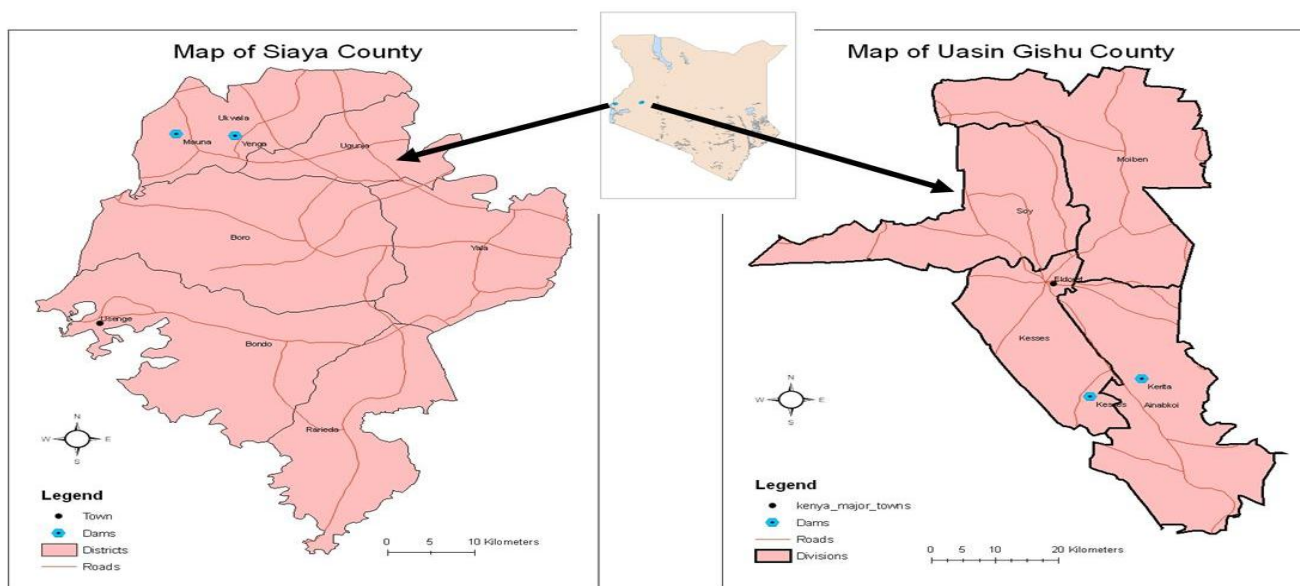 Map of Siaya County
Ukwala
Mauna
Yenga
Ugunja
Boro
Yala
Usenge
Bondo
Rarieda
N
W E
S
Legend
Town
Dams
Districts
Roads
0 5 10 Kilometers
Map of Uasin Gishu County
Moiben
Soy
Eldoret
Kesses
Kerita
Kesses
Ainabkoi
N
W E
S
Legend
kenya_major_towns
Dams
Roads
Divisions
0 5 10 20 Kilometers